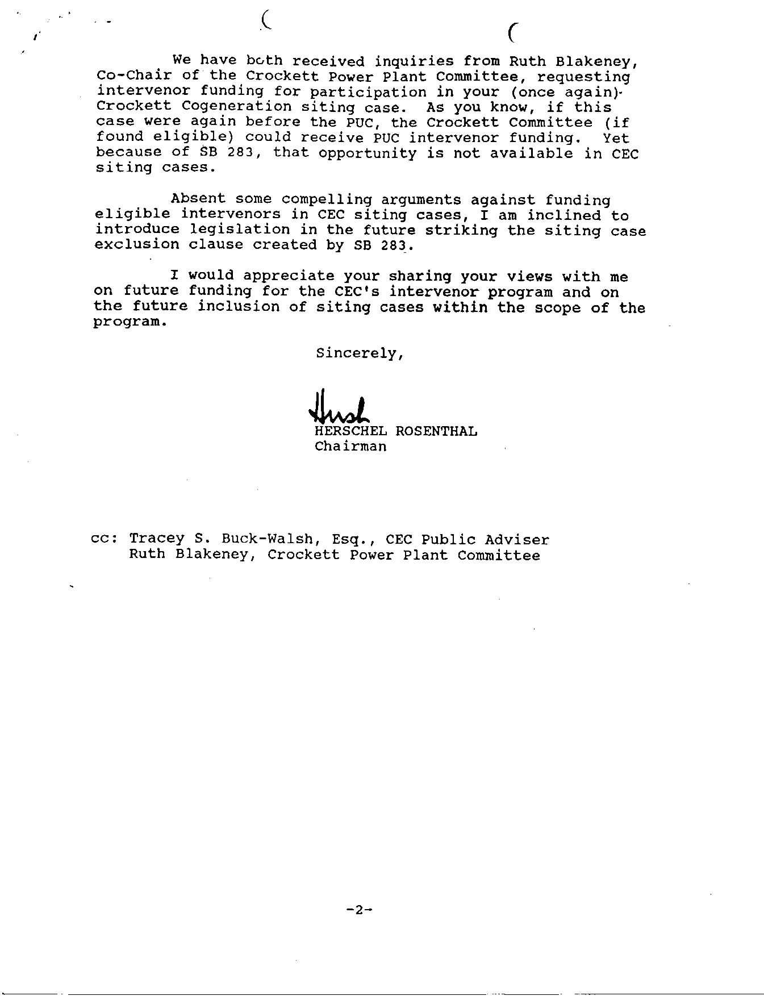 We have both received inquiries from Ruth Blakeney,
Co-Chair of the Crockett Power Plant Committee, requesting
intervenor funding for participation in your (once again)-
Crockett Cogeneration siting case. As you know, if this
case were again before the PUC, the Crockett Committee (if
found eligible) could receive PUC intervenor funding. Yet
because of SB 283, that opportunity is not available in CEC
siting cases.
Absent some compelling arguments against funding
eligible intervenors in CEC siting cases, I am inclined to
introduce legislation in the future striking the siting case
exclusion clause created by SB 283.
I would appreciate your sharing your views with me
on future funding for the CEC's intervenor program and on
the future inclusion of siting cases within the scope of the
program.
Sincerely,
Hersh
HERSCHEL ROSENTHAL
Chairman
cc: Tracey S. Buck-Walsh, Esq., CEC Public Adviser
Ruth Blakeney, Crockett Power Plant Committee
-2-